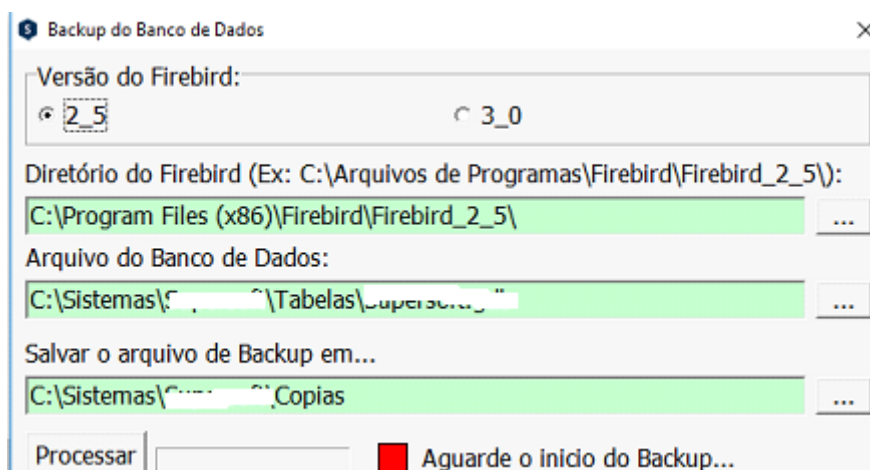 Backup do Banco de Dados
Versão do Firebird:
2_5
3_0
Diretório do Firebird (Ex: C:\Arquivos de Programas\Firebird\Firebird_2_5\):
C:\Program Files (x86)\Firebird\Firebird_2_5\
...
Arquivo do Banco de Dados:
C:\Sistemas\ \Tabelas\
...
Salvar o arquivo de Backup em...
C:\Sistemas\ Copias
...
Processar
Aguarde o inicio do Backup...